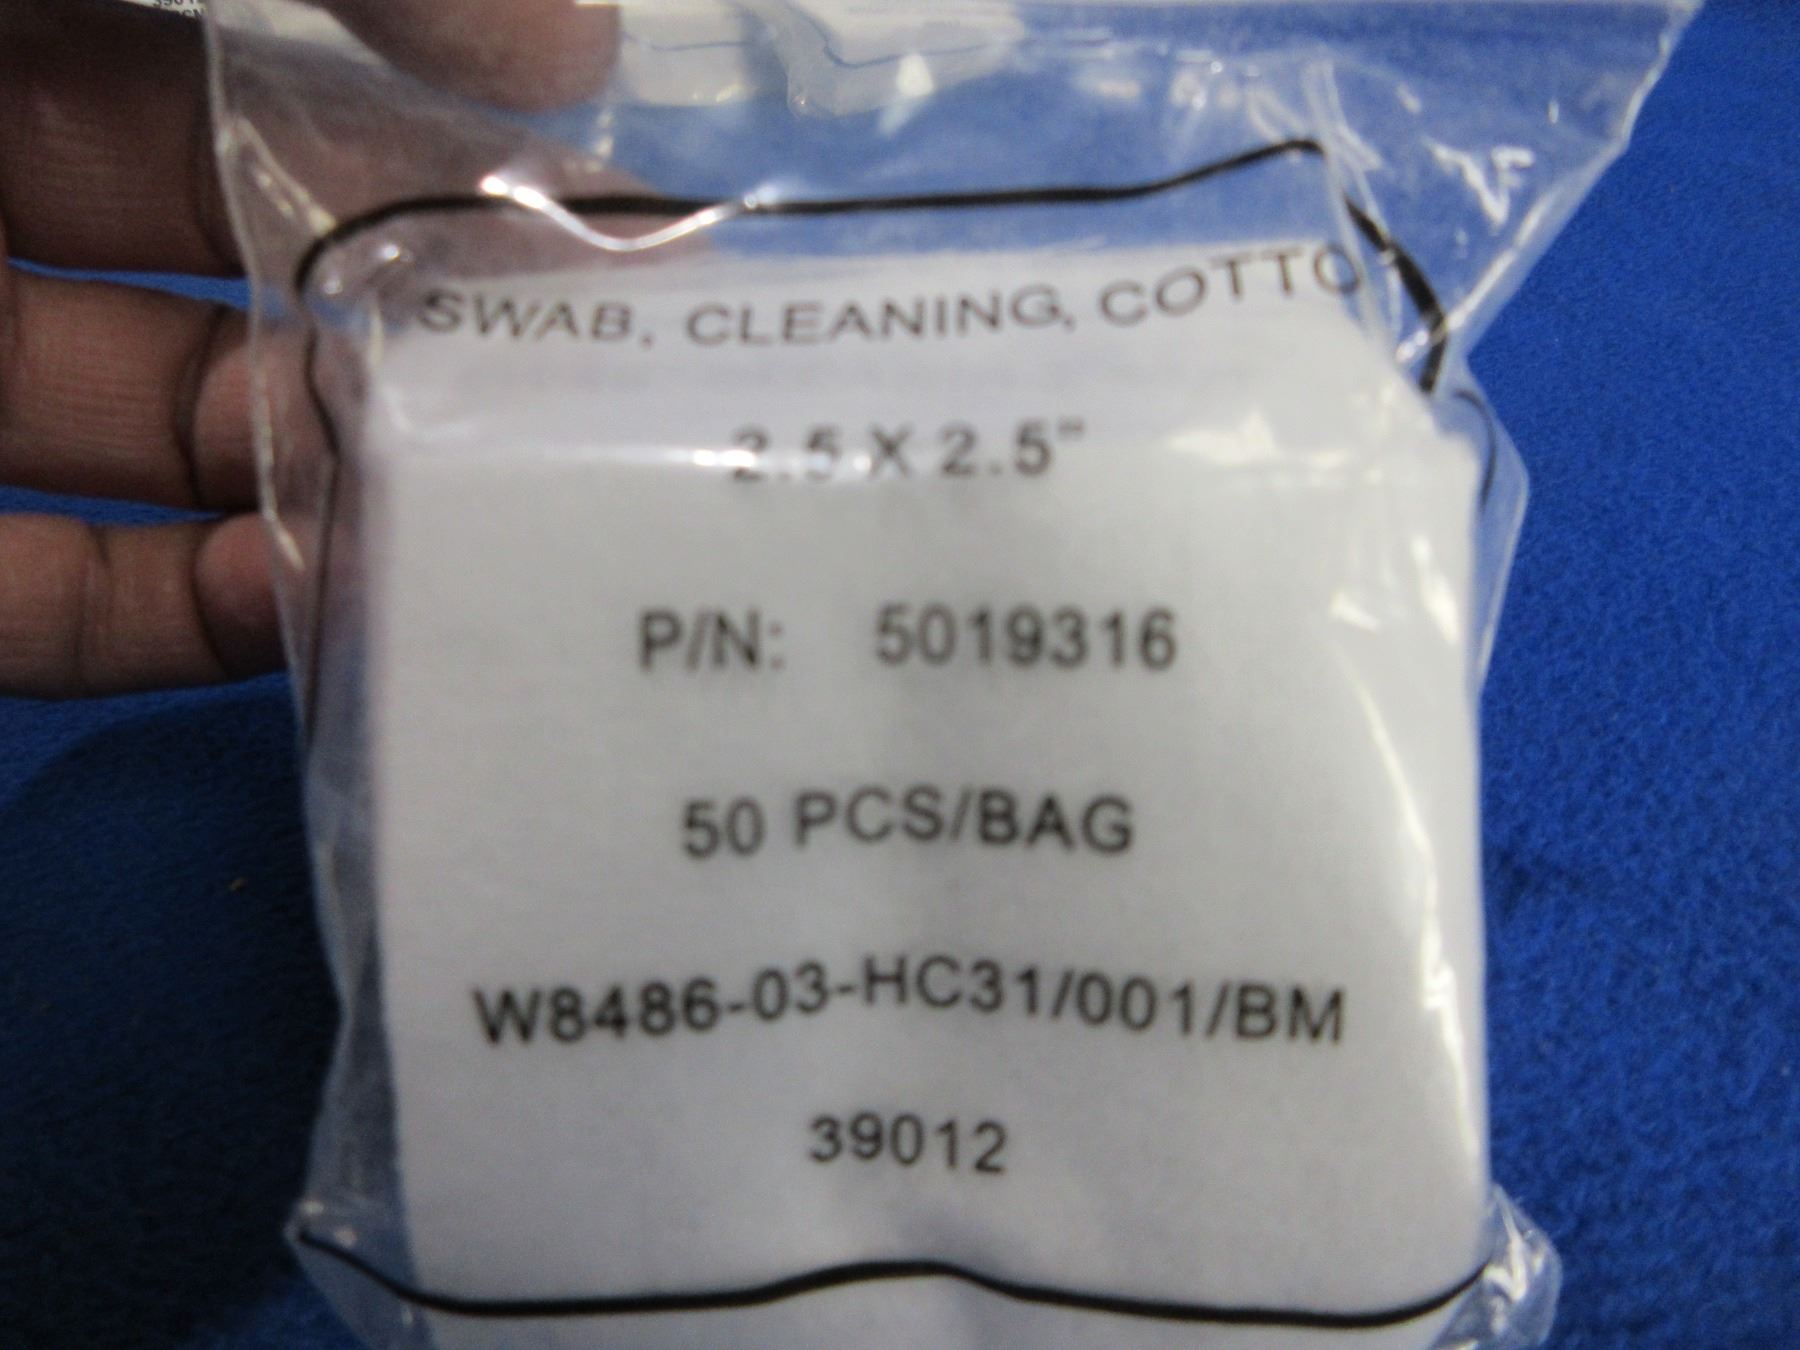 SWAB, CLEANING, COTTO
2.5 X 2.5"
P/N: 5019316
50 PCS/BAG
W8486-03-HC31/001/BM
39012